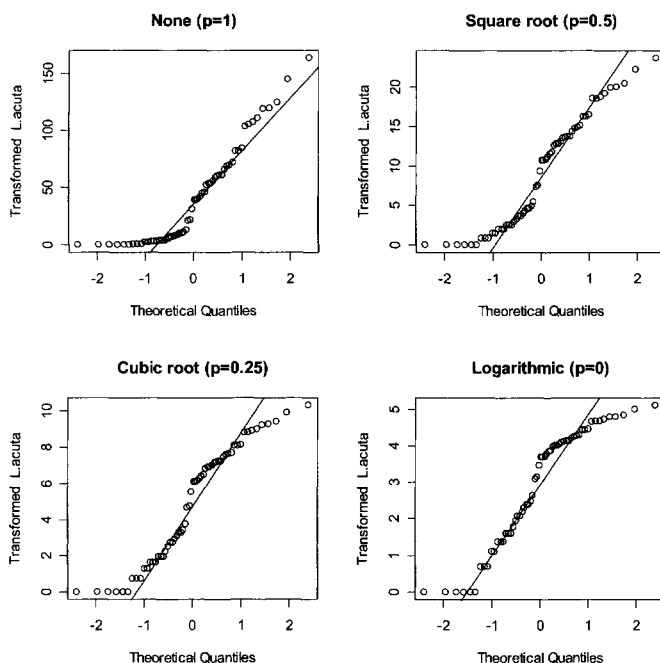 None (p=1)
Transformed L.acuta
150
100
50
0
-2 -1 0 1 2
Theoretical Quantiles
Square root (p=0.5)
Transformed L.acuta
20
15
10
5
0
-2 -1 0 1 2
Theoretical Quantiles
Cubic root (p=0.25)
Transformed L.acuta
10
8
6
4
2
0
-2 -1 0 1 2
Theoretical Quantiles
Logarithmic (p=0)
Transformed L.acuta
5
4
3
2
1
0
-2 -1 0 1 2
Theoretical Quantiles